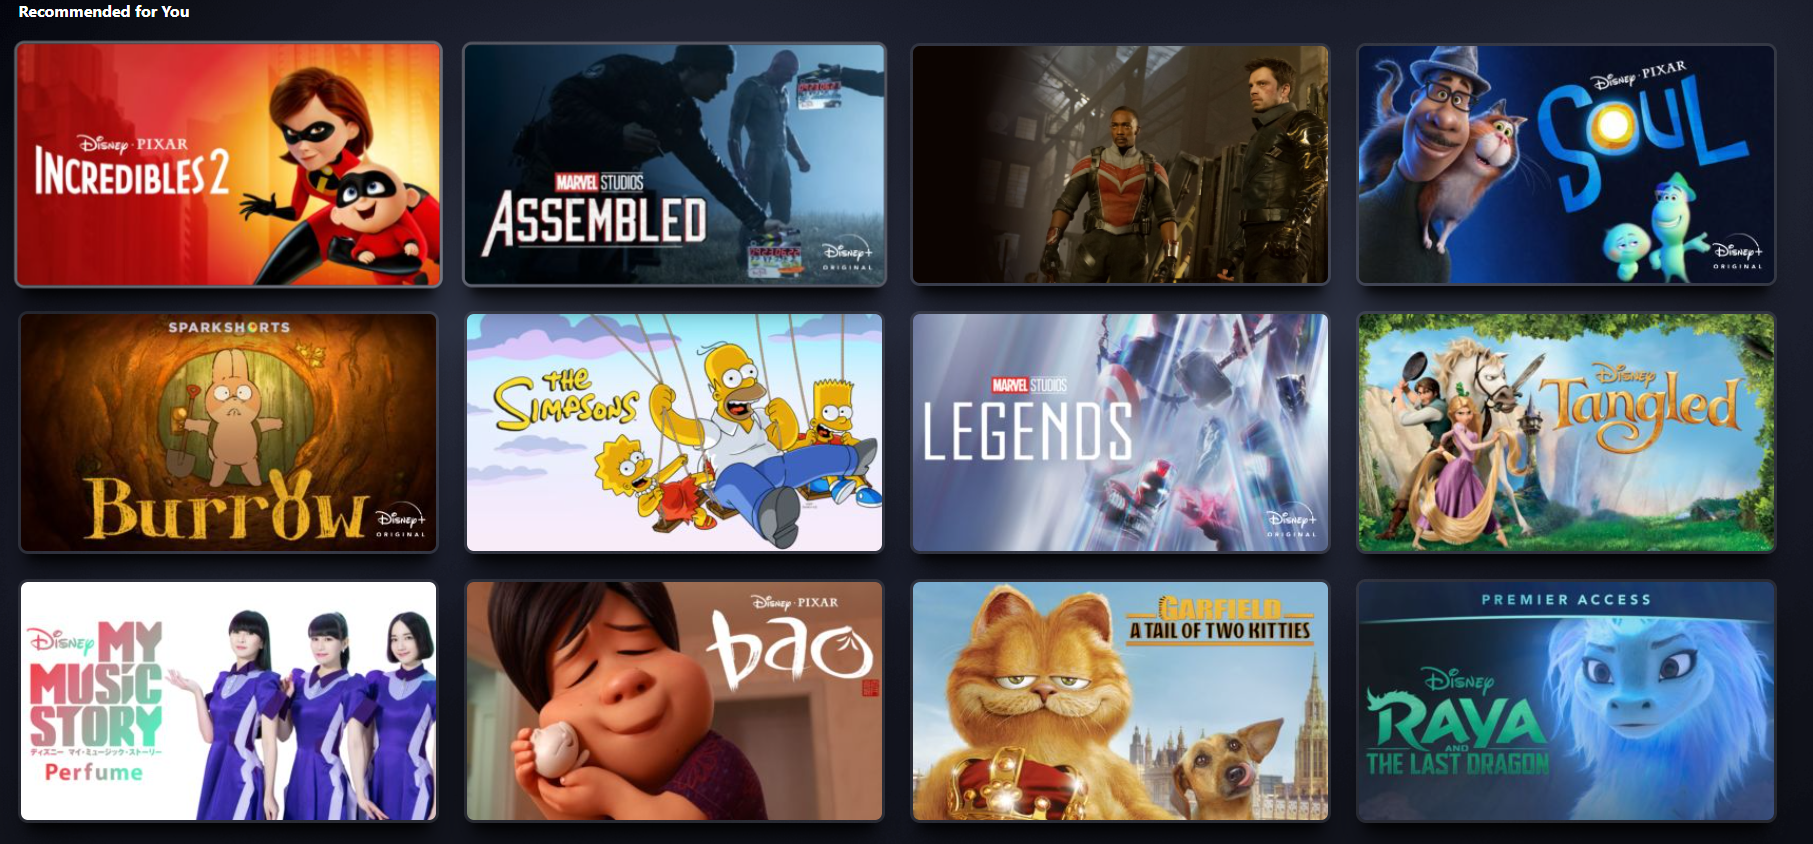 Recommended for You
Disney · PIXAR
INCREDIBLES 2
MARVEL STUDIOS
ASSEMBLED
Disney+
ORIGINAL
Disney · PIXAR
SOUL
Disney+
ORIGINAL
SPARKSHORTS
BURROW
Disney+
ORIGINAL
THE
SIMPSONS
MARVEL STUDIOS
LEGENDS
Disney+
ORIGINAL
Disney
Tangled
Disney MY
MUSiC
STORY
ディズニー マイ・ミュージック・ストーリー
Perfume
Disney · PIXAR
bao
GARFIELD
A TAIL OF TWO KITTIES
PREMIER ACCESS
Disney
RAYA
AND
THE LAST DRAGON